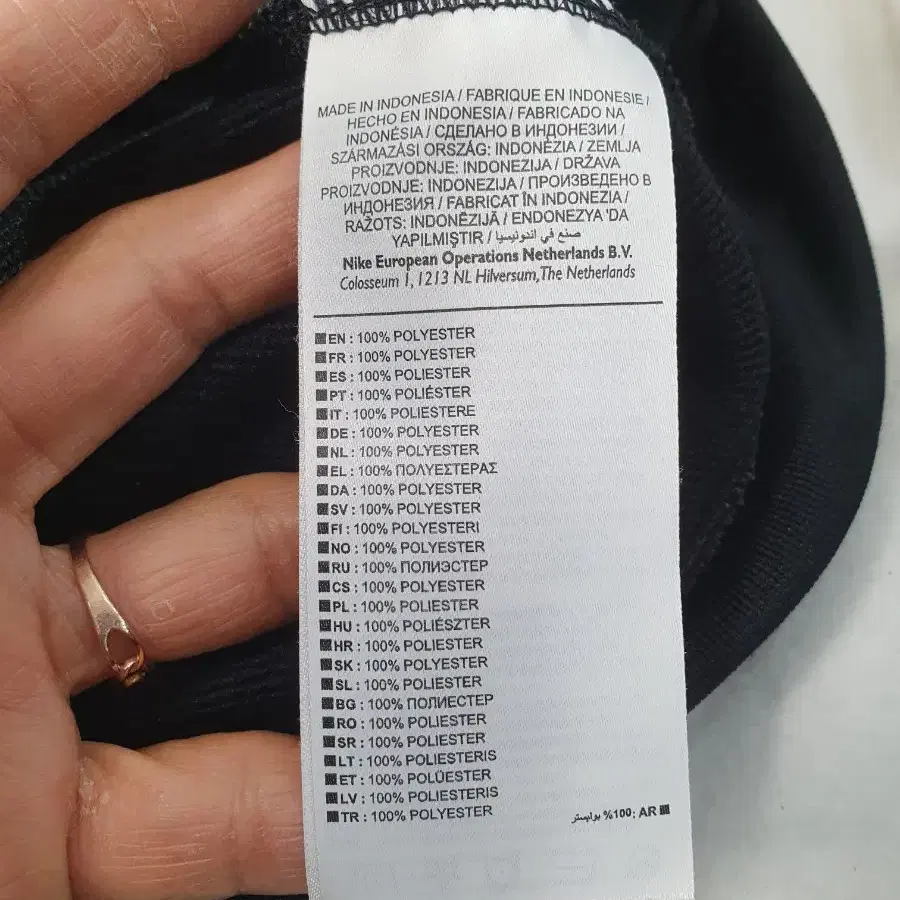 MADE IN INDONESIA / FABRIQUE EN INDONESIE /
HECHO EN INDONESIA / FABRICADO NA
INDONÉSIA / СДЕЛАНО В ИНДОНЕЗИИ /
SZÁRMAZÁSI ORSZÁG: INDONÉZIA / ZEMLJA
PROIZVODNJE: INDONEZIJA / DRŽAVA
PROIZVODNJE: INDONEZIJA / ПРОИЗВЕДЕНО В
ИНДОНЕЗИЯ / FABRICAT ÎN INDONEZIA /
RAŽOTS: INDONĒZIJĀ / ENDONEZYA 'DA
YAPILMIŞTIR / صنع في اندونيسيا
Nike European Operations Netherlands B.V.
Colosseum 1, 1213 NL Hilversum, The Netherlands
EN : 100% POLYESTER
FR : 100% POLYESTER
ES : 100% POLIESTER
PT : 100% POLIÉSTER
IT : 100% POLIESTERE
DE : 100% POLYESTER
NL : 100% POLYESTER
EL : 100% ΠΟΛΥΕΣΤΕΡΑΣ
DA : 100% POLYESTER
SV : 100% POLYESTER
FI : 100% POLYESTERI
NO : 100% POLYESTER
RU : 100% ПОЛИЭСТЕР
CS : 100% POLYESTER
PL : 100% POLIESTER
HU : 100% POLIÉSZTER
HR : 100% POLIESTER
SK : 100% POLYESTER
SL : 100% POLIESTER
BG : 100% ПОЛИЕСТЕР
RO : 100% POLIESTER
SR : 100% POLIESTER
LT : 100% POLIESTERIS
ET : 100% POLÜESTER
LV : 100% POLIESTERIS
TR : 100% POLYESTER
AR :100% بوليستر